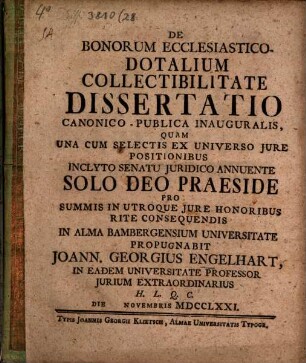 DE
BONORUM ECCLESIASTICO-
DOTALIUM
COLLECTIBILITATE
DISSERTATIO
CANONICO-PUBLICA INAUGURALIS,
QUAM
UNA CUM SELECTIS EX UNIVERSO JURE
POSITIONIBUS
INCLYTO SENATU JURIDICO ANNUENTE
SOLO DEO PRAESIDE
PRO
SUMMIS IN UTROQUE JURE HONORIBUS
RITE CONSEQUENDIS
IN ALMA BAMBERGENSIUM UNIVERSITATE
PROPUGNABIT
JOANN. GEORGIUS ENGELHART,
IN EADEM UNIVERSITATE PROFESSOR
JURIUM EXTRAORDINARIUS
H. L. Q. C.
DIE NOVEMBRIS MDCCLXXI.
TYPIS JOANNIS GEORGII KLIETSCH, ALMAE UNIVERSITATIS TYPOGR.